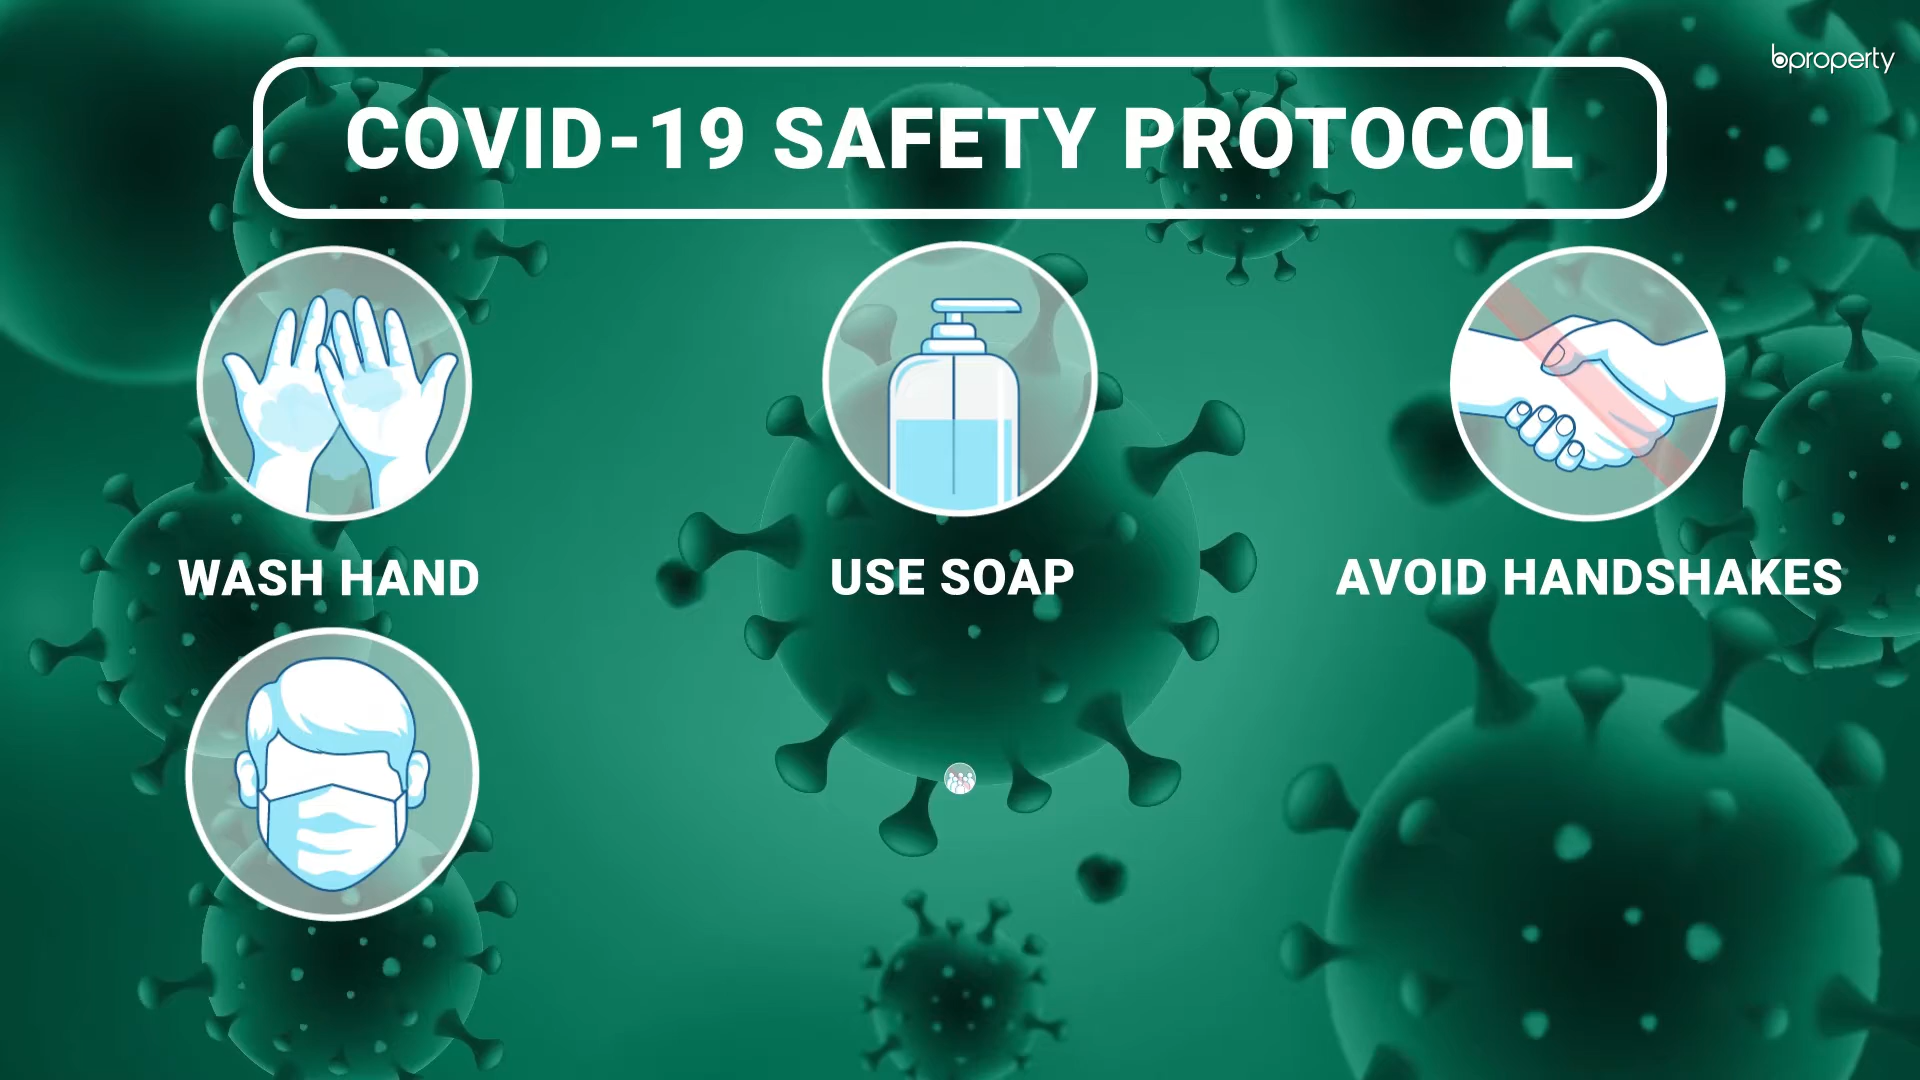 bproperty
COVID-19 SAFETY PROTOCOL
WASH HAND
USE SOAP
AVOID HANDSHAKES